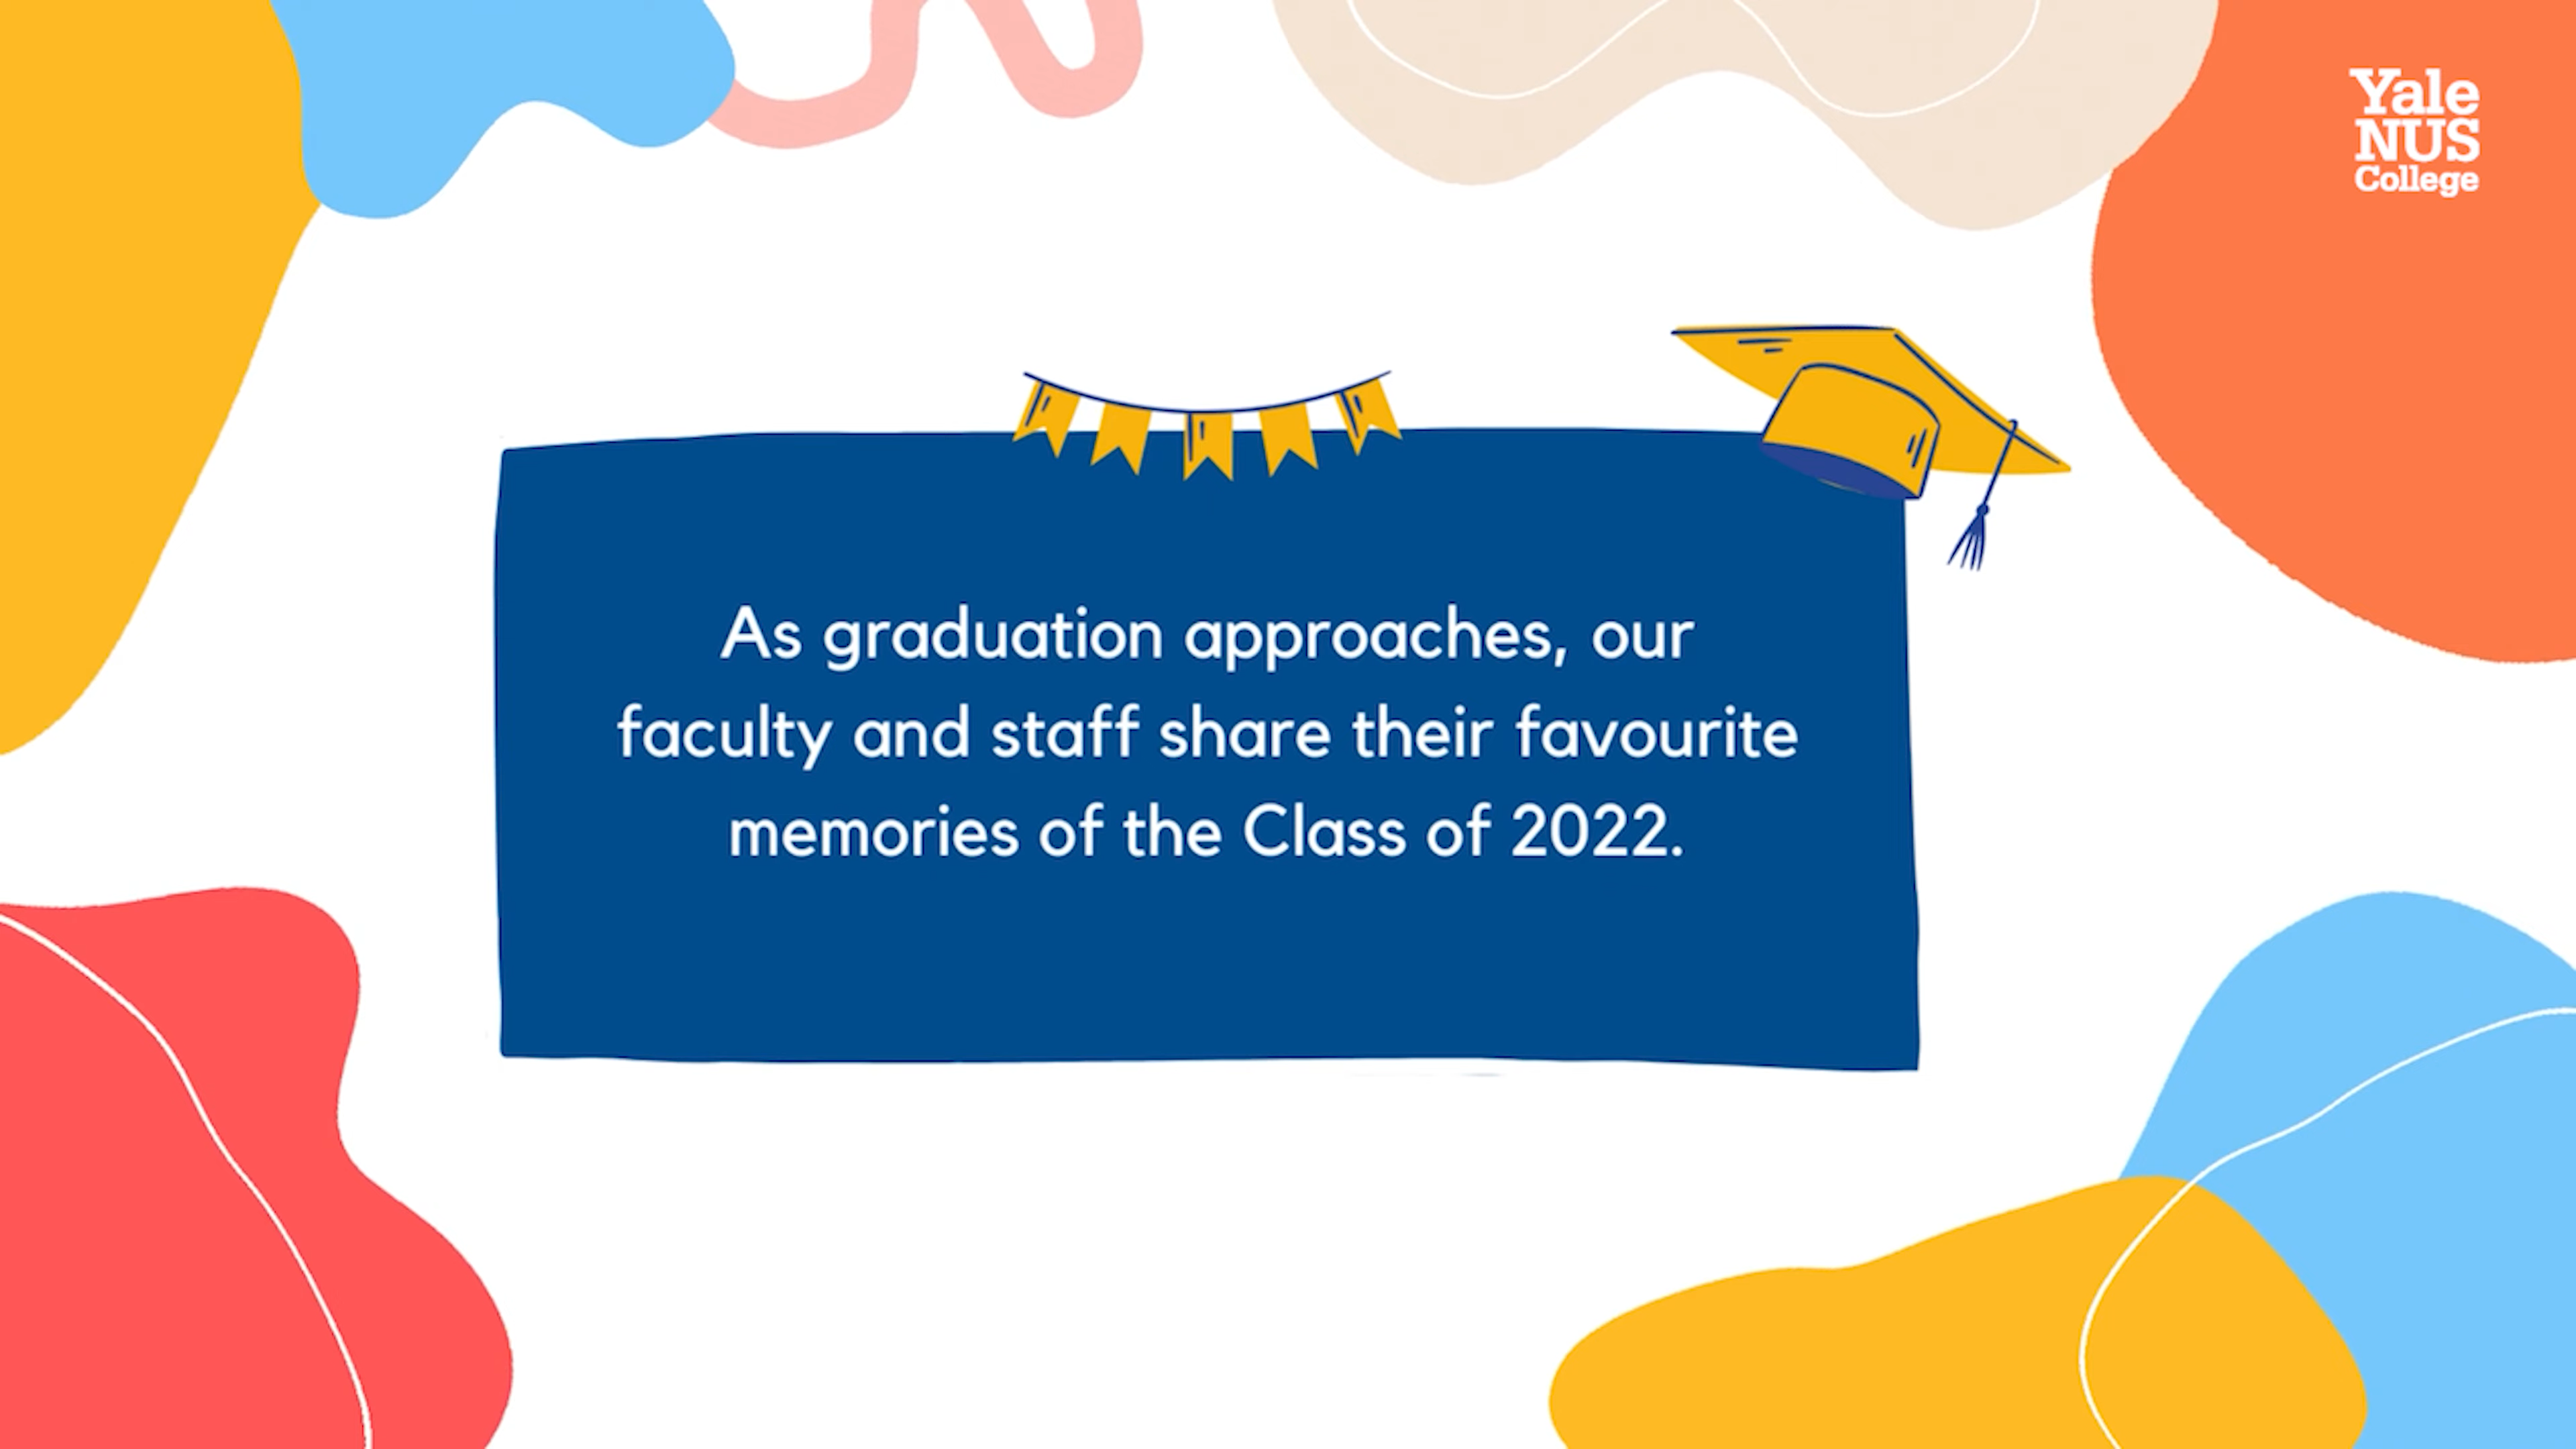 Yale
NUS
College
As graduation approaches, our
faculty and staff share their favourite
memories of the Class of 2022.